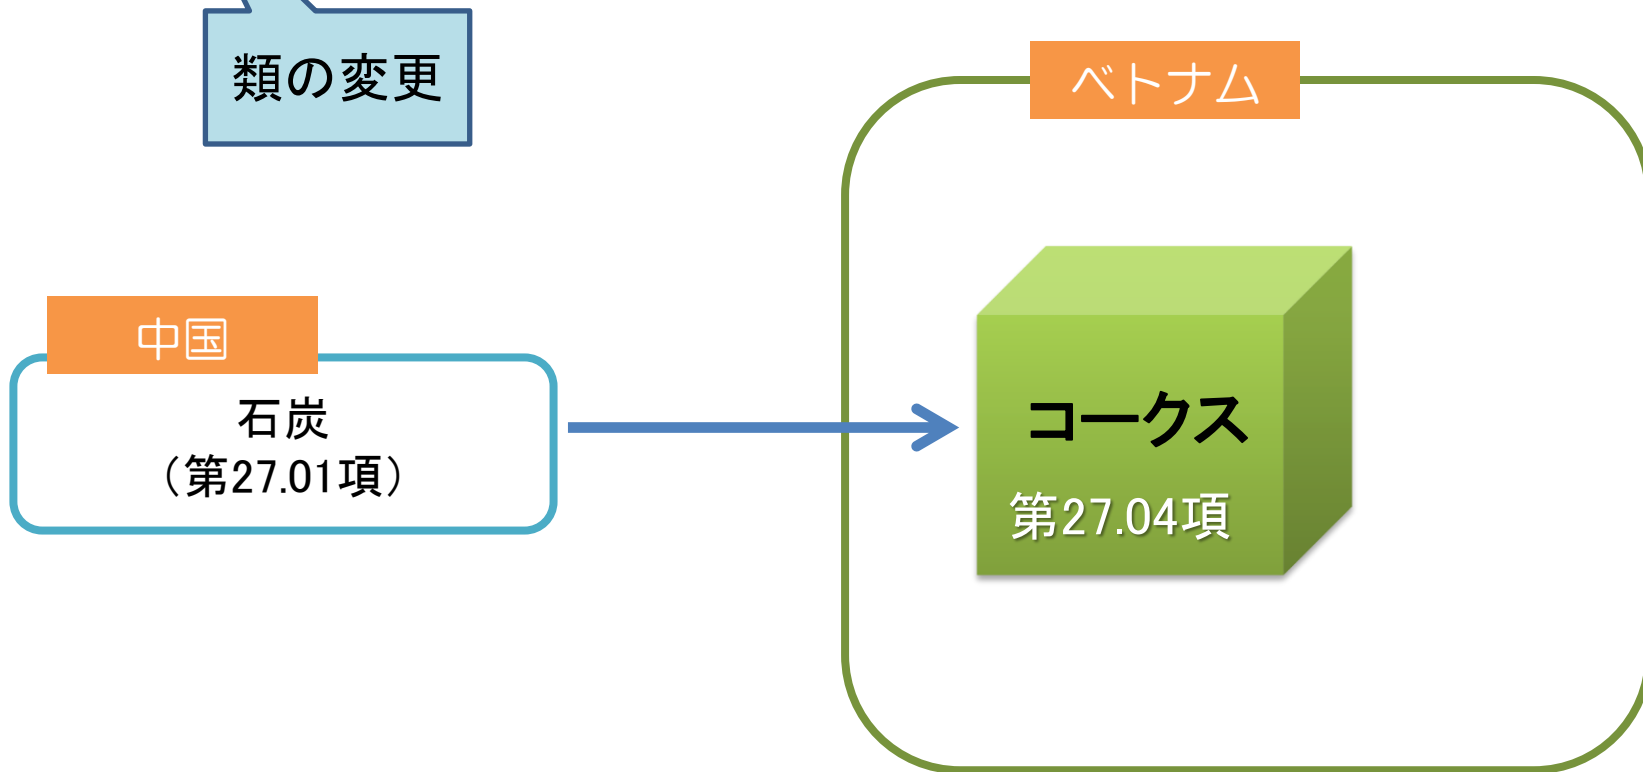 類の変更
ベトナム
中国
石炭
（第27.01項）
コークス
第27.04項